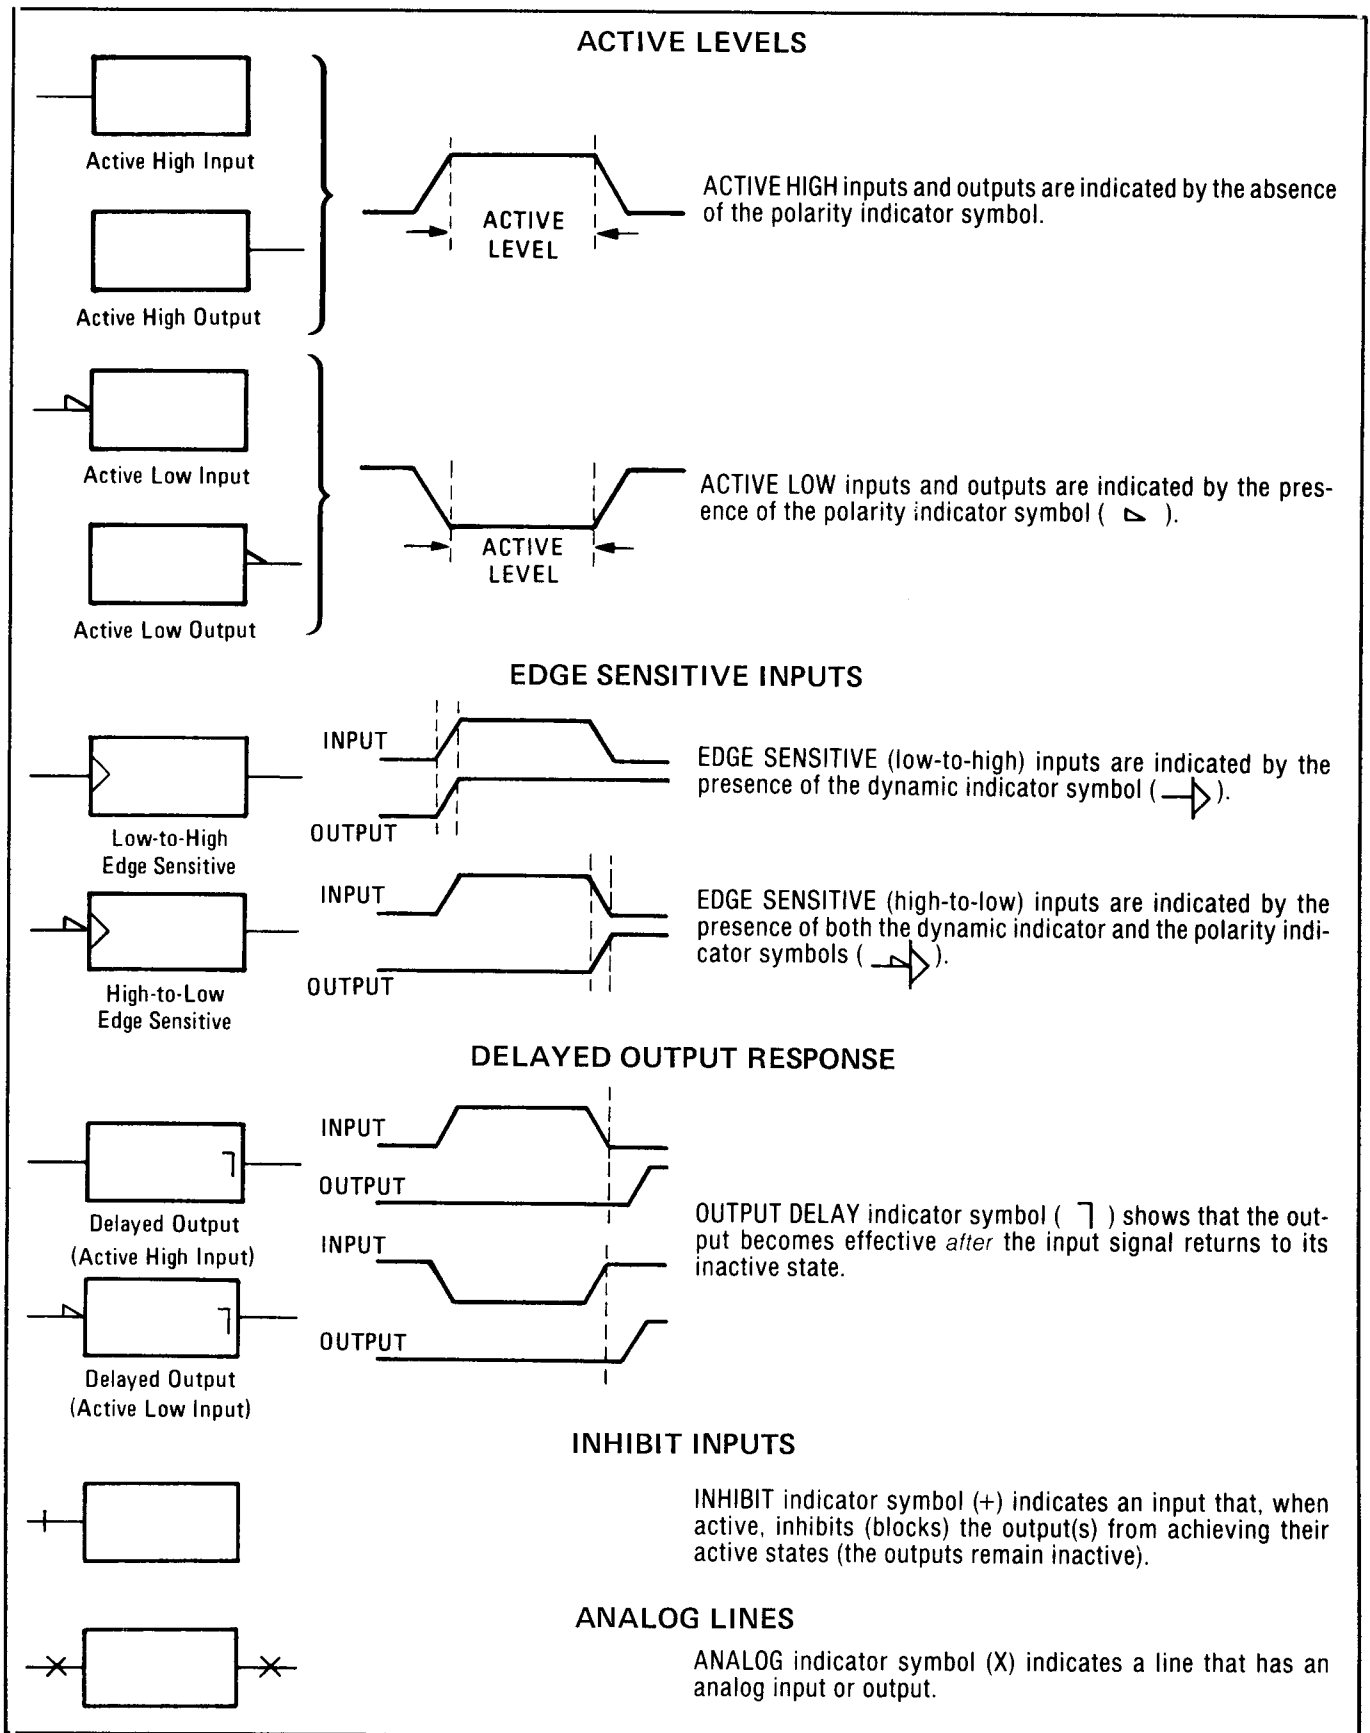 ACTIVE LEVELS
Active High Input
ACTIVE
LEVEL
ACTIVE HIGH inputs and outputs are indicated by the absence
of the polarity indicator symbol.
Active High Output
Active Low Input
ACTIVE
LEVEL
ACTIVE LOW inputs and outputs are indicated by the pres-
ence of the polarity indicator symbol ( ).
Active Low Output
EDGE SENSITIVE INPUTS
INPUT
OUTPUT
Low-to-High
Edge Sensitive
EDGE SENSITIVE (low-to-high) inputs are indicated by the
presence of the dynamic indicator symbol ( ).
INPUT
OUTPUT
High-to-Low
Edge Sensitive
EDGE SENSITIVE (high-to-low) inputs are indicated by the
presence of both the dynamic indicator and the polarity indi-
cator symbols ( ).
DELAYED OUTPUT RESPONSE
INPUT
OUTPUT
Delayed Output
(Active High Input)
INPUT
OUTPUT
Delayed Output
(Active Low Input)
OUTPUT DELAY indicator symbol ( ) shows that the out-
put becomes effective after the input signal returns to its
inactive state.
INHIBIT INPUTS
INHIBIT indicator symbol (+) indicates an input that, when
active, inhibits (blocks) the output(s) from achieving their
active states (the outputs remain inactive).
ANALOG LINES
ANALOG indicator symbol (X) indicates a line that has an
analog input or output.